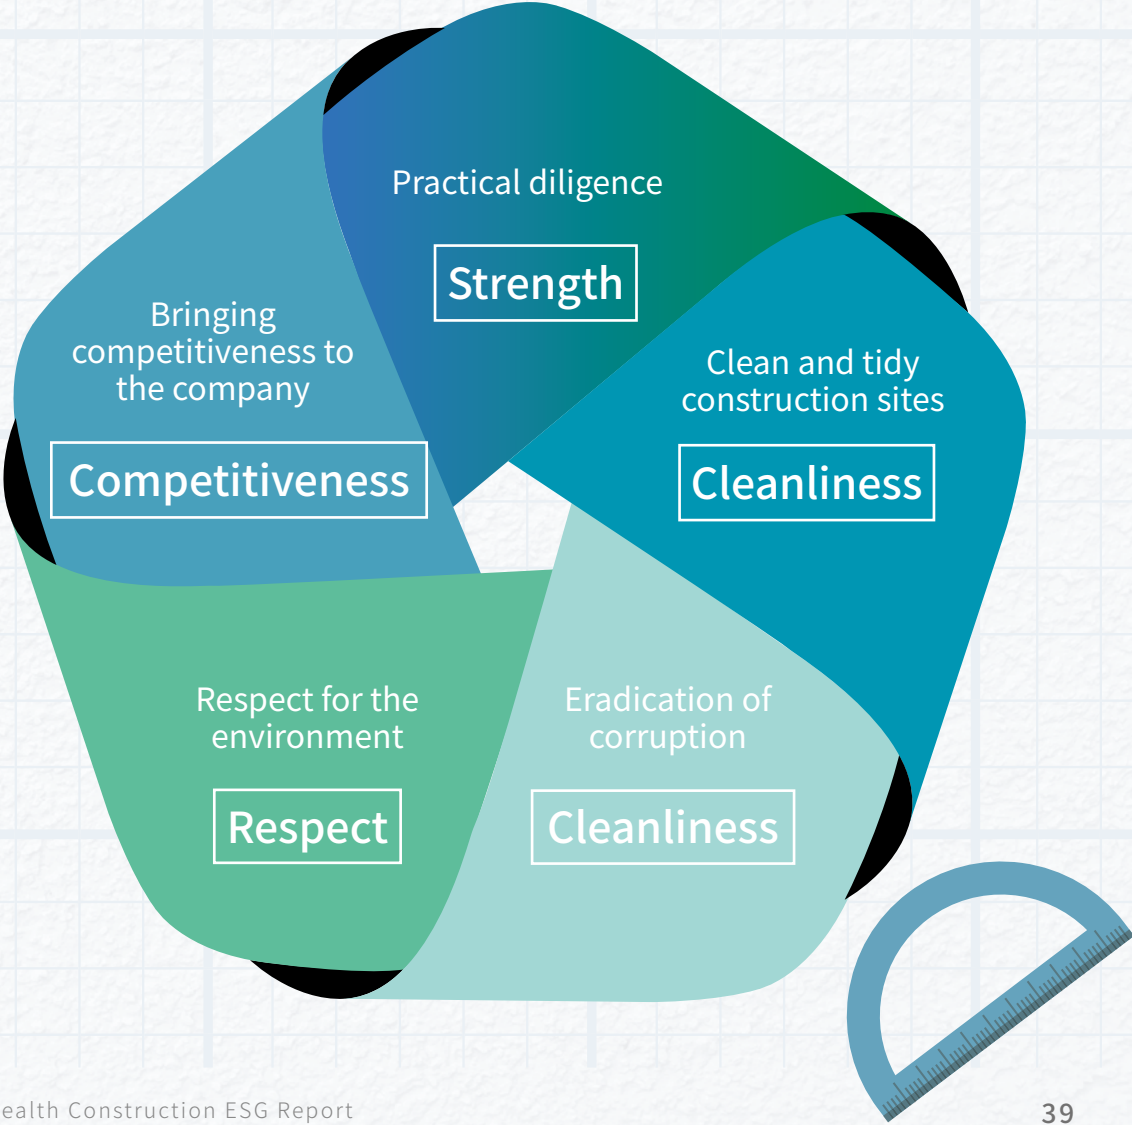 Practical diligence
Strength
Bringing
competitiveness to
the company
Competitiveness
Clean and tidy
construction sites
Cleanliness
Respect for the
environment
Respect
Eradication of
corruption
Cleanliness
ealth Construction ESG Report
39